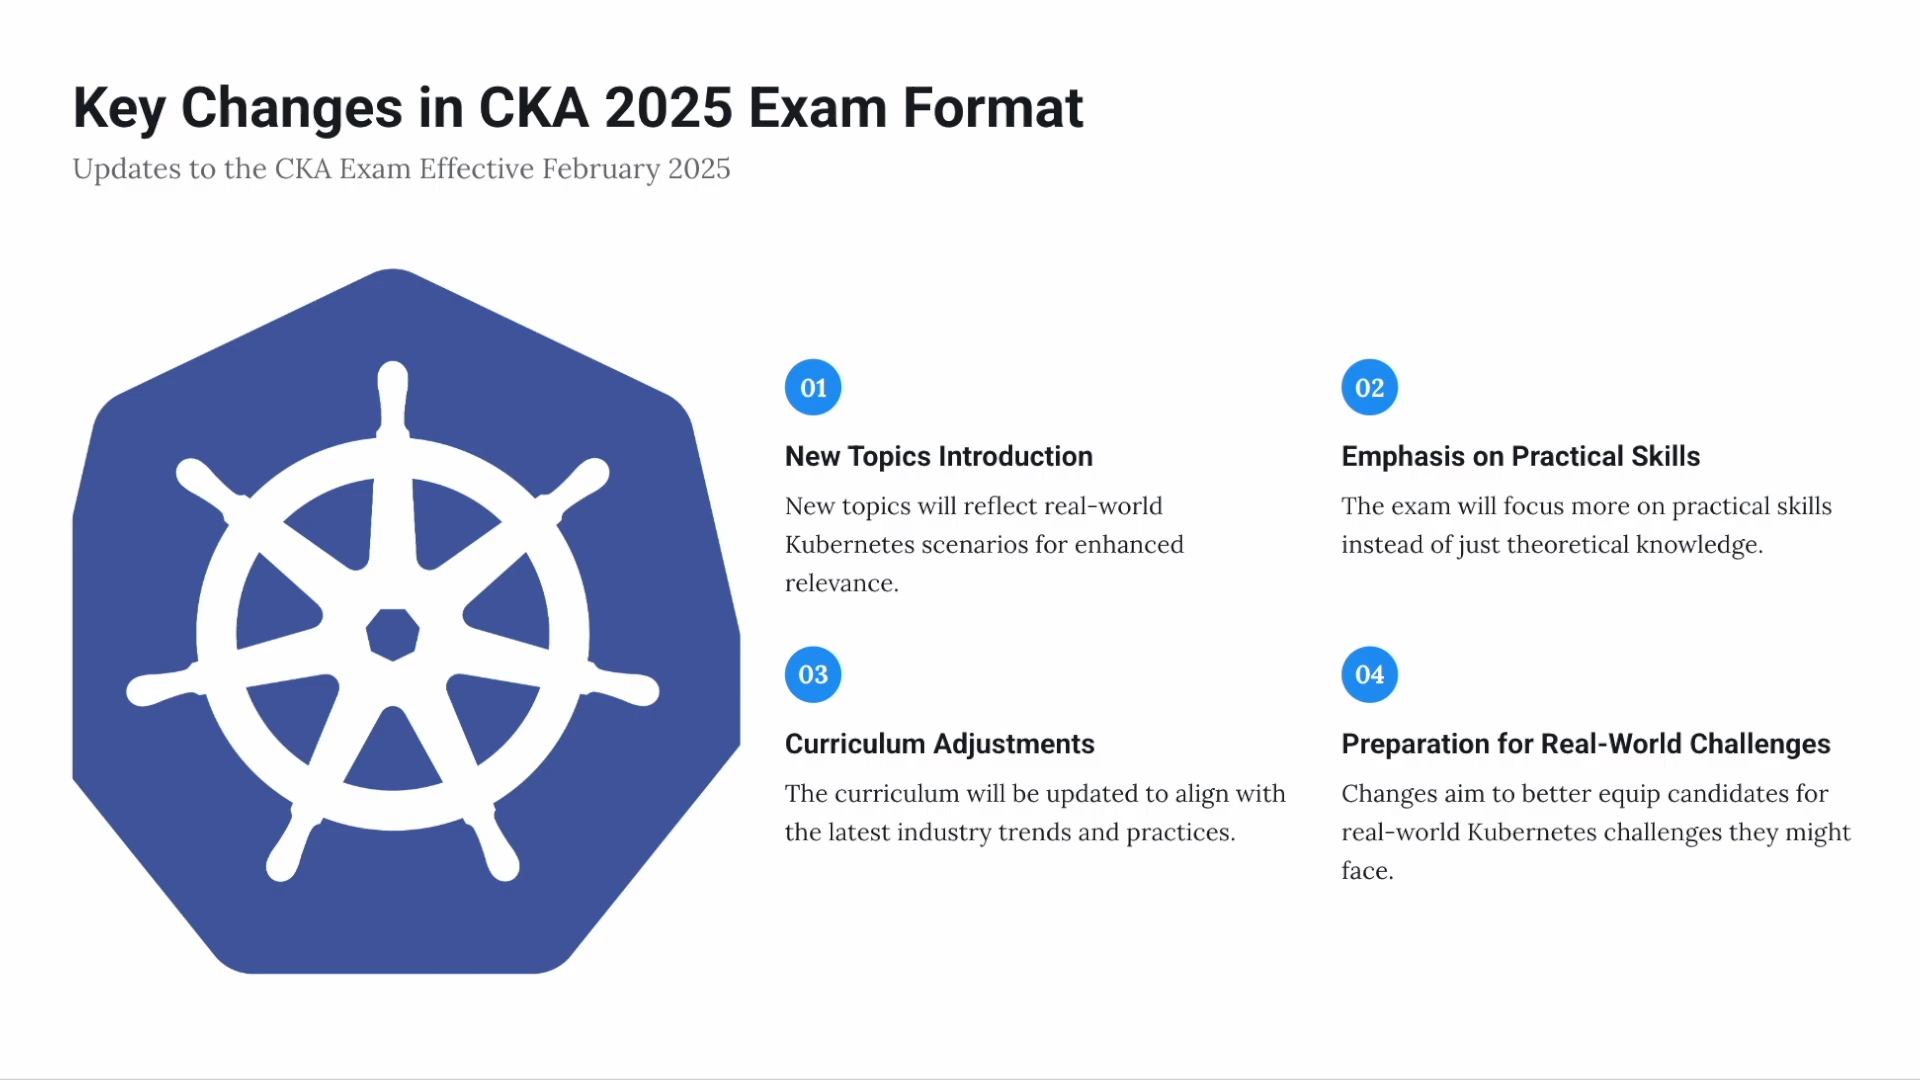 Key Changes in CKA 2025 Exam Format
Updates to the CKA Exam Effective February 2025
01
New Topics Introduction
New topics will reflect real-world
Kubernetes scenarios for enhanced
relevance.
02
Emphasis on Practical Skills
The exam will focus more on practical skills
instead of just theoretical knowledge.
03
Curriculum Adjustments
The curriculum will be updated to align with
the latest industry trends and practices.
04
Preparation for Real-World Challenges
Changes aim to better equip candidates for
real-world Kubernetes challenges they might
face.